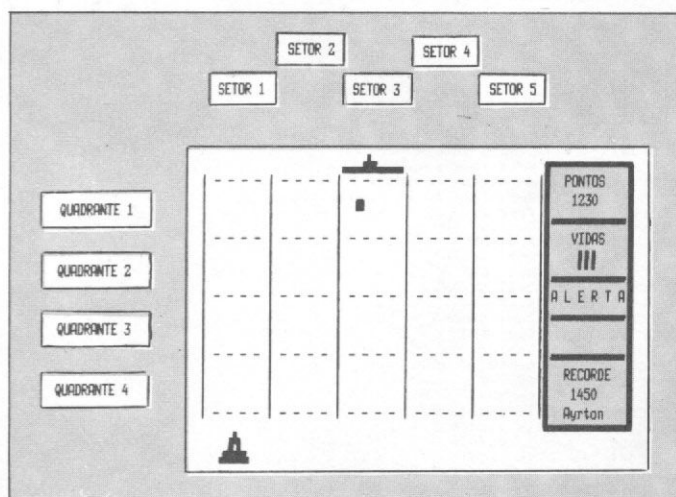 SETOR 2
SETOR 4
SETOR 1
SETOR 3
SETOR 5
QUADRANTE 1
QUADRANTE 2
QUADRANTE 3
QUADRANTE 4
PONTOS
1230
VIDAS
ALERTA
RECORDE
1450
Ayrton